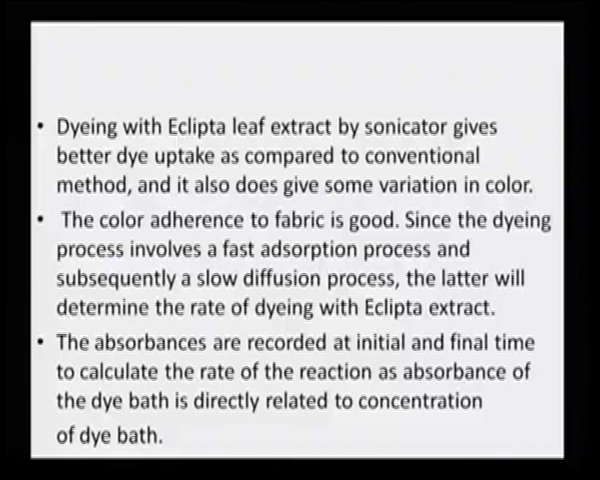 • Dyeing with Eclipta leaf extract by sonicator gives
better dye uptake as compared to conventional
method, and it also does give some variation in color.
• The color adherence to fabric is good. Since the dyeing
process involves a fast adsorption process and
subsequently a slow diffusion process, the latter will
determine the rate of dyeing with Eclipta extract.
• The absorbances are recorded at initial and final time
to calculate the rate of the reaction as absorbance of
the dye bath is directly related to concentration
of dye bath.